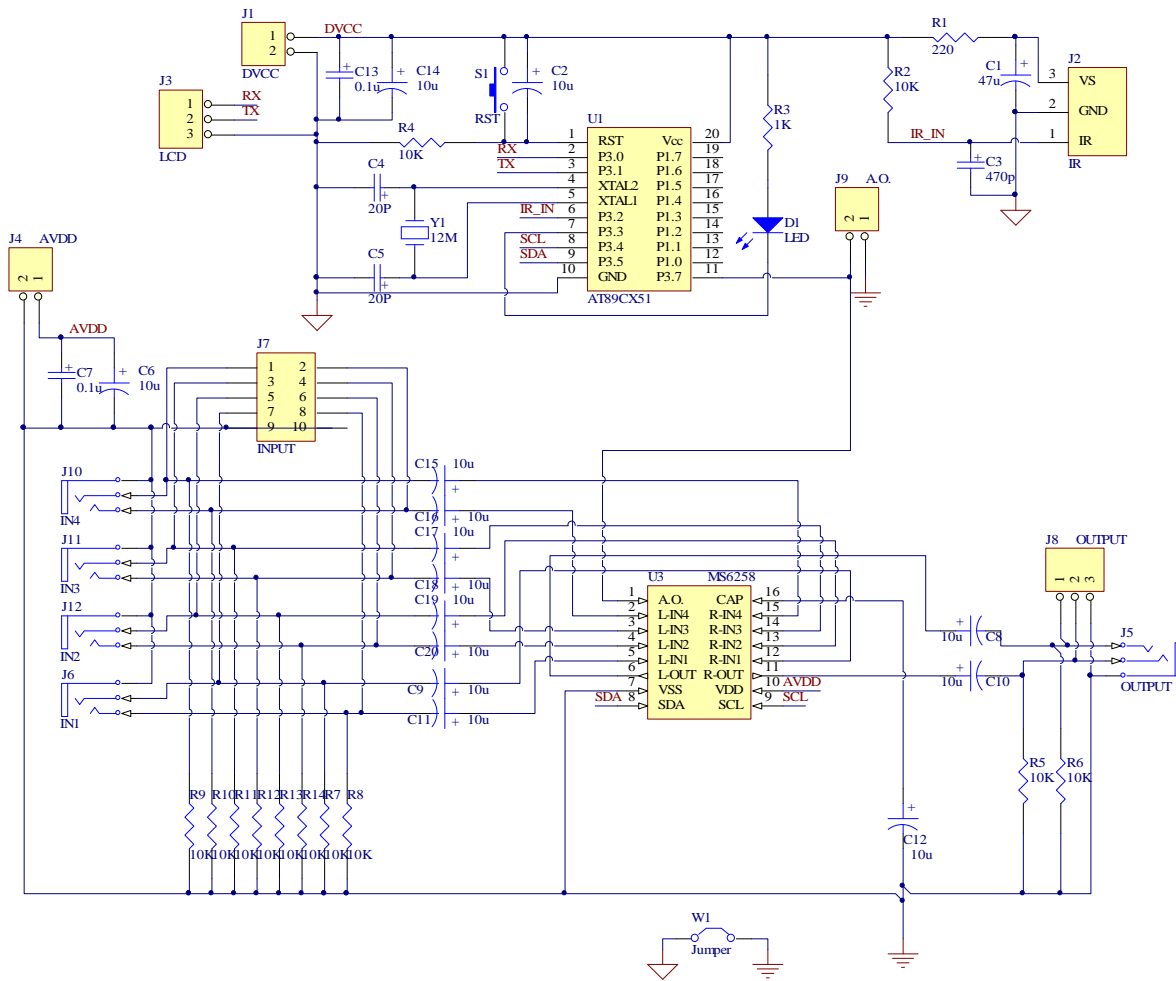 J1
1
2
DVCC
DVCC
J3
1
2
3
RX
TX
LCD
C13
0.1u
C14
10u
S1
RST
C2
10u
R4
10K
R3
1K
R1
220
R2
10K
C1
47u
J2
3 VS
2 GND
1 IR
IR
IR_IN
C3
470p
U1
1 RST Vcc 20
2 P3.0 P1.7 19
3 P3.1 P1.6 18
4 XTAL2 P1.5 17
5 XTAL1 P1.4 16
6 P3.2 P1.3 15
7 P3.3 P1.2 14
8 P3.4 P1.1 13
9 P3.5 P1.0 12
10 GND P3.7 11
AT89CX51
RX
TX
IR_IN
SCL
SDA
C4
20P
Y1
12M
C5
20P
D1
LED
J9 A.O.
2 1
J4 AVDD
2 1
AVDD
C7
0.1u
C6
10u
J7
1 2
3 4
5 6
7 8
9 10
INPUT
J10
IN4
J11
IN3
J12
IN2
J6
IN1
C15 10u
C16 10u
C17 10u
C18 10u
C19 10u
C20 10u
C9 10u
C11 10u
U3 MS6258
1 A.O. CAP 16
2 L-IN4 R-IN4 15
3 L-IN3 R-IN3 14
4 L-IN2 R-IN2 13
5 L-IN1 R-IN1 12
6 L-OUT R-OUT 11
7 VSS VDD 10 AVDD
SDA 8 SDA SCL 9 SCL
J8 OUTPUT
1 2 3
10u C8
10u C10
J5
OUTPUT
R5
10K
R6
10K
R9 R10 R11 R12 R13 R14 R7 R8
10K 10K 10K 10K 10K 10K 10K 10K
C12
10u
W1
Jumper